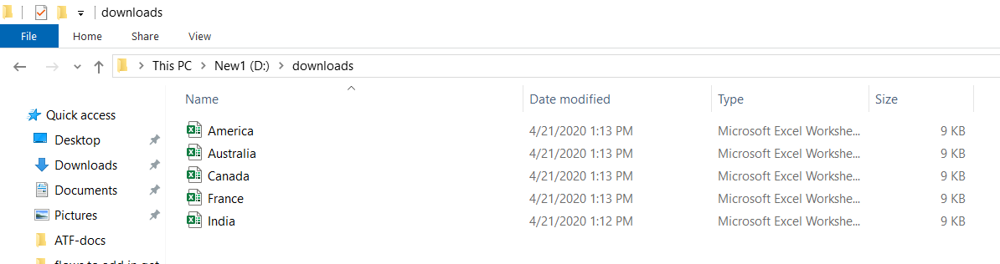 downloads
File Home Share View
This PC New1 (D:) downloads
Name Date modified Type Size
Quick access
Desktop
Downloads
Documents
Pictures
ATF-docs
America 4/21/2020 1:13 PM Microsoft Excel Workshe... 9 KB
Australia 4/21/2020 1:13 PM Microsoft Excel Workshe... 9 KB
Canada 4/21/2020 1:13 PM Microsoft Excel Workshe... 9 KB
France 4/21/2020 1:13 PM Microsoft Excel Workshe... 9 KB
India 4/21/2020 1:12 PM Microsoft Excel Workshe... 9 KB